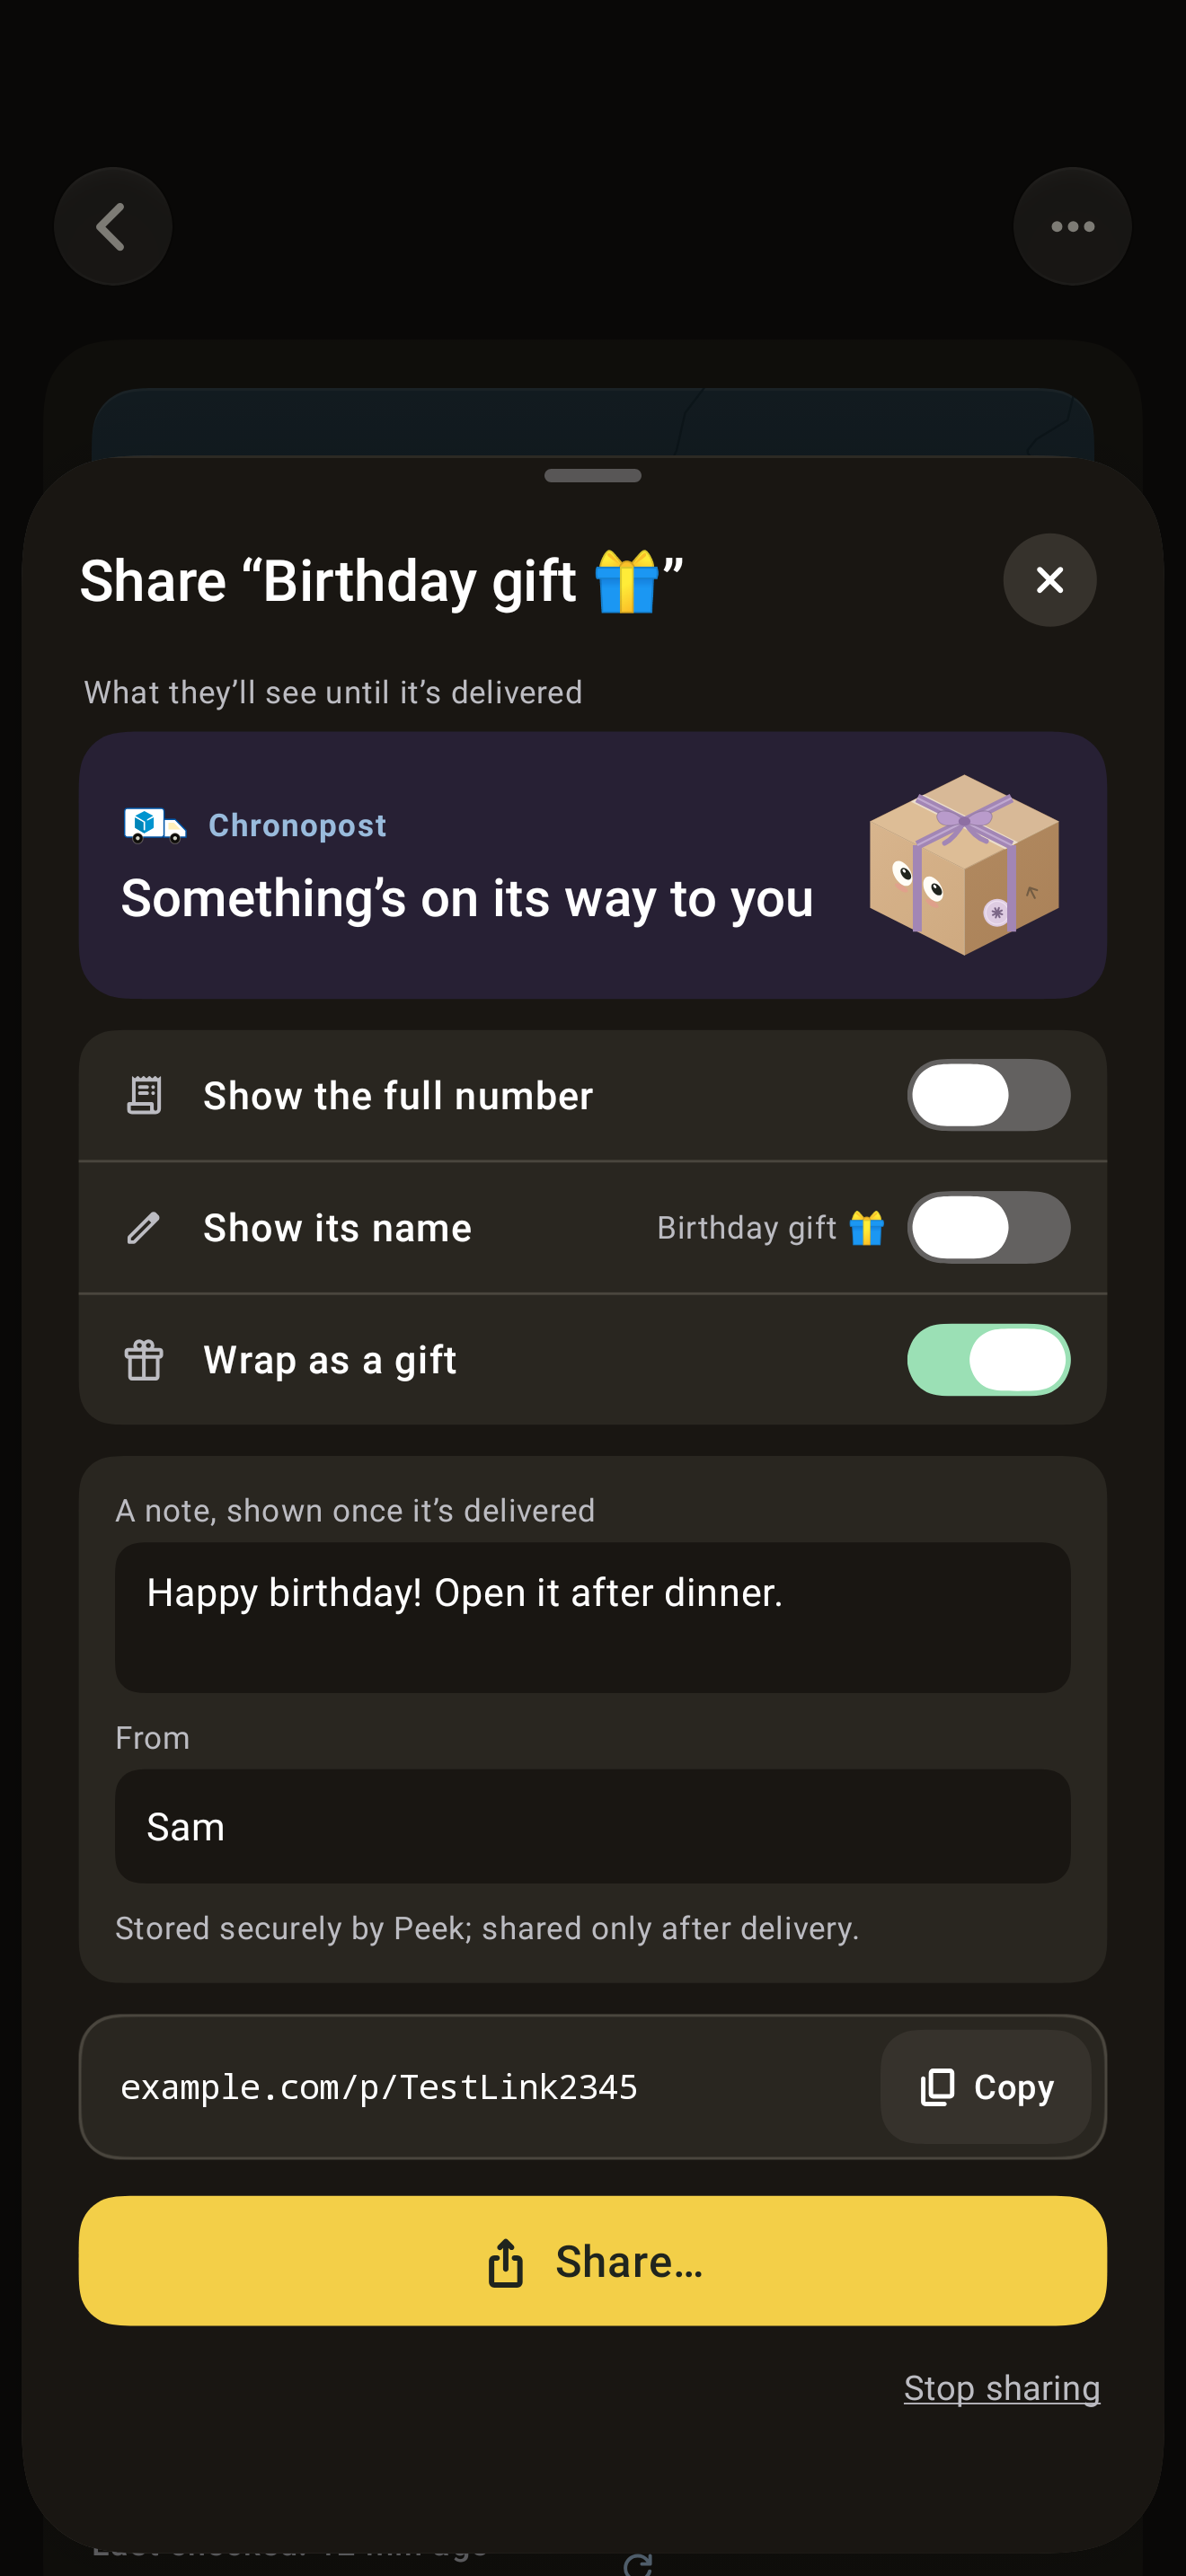 Share “Birthday gift 🎁”
What they’ll see until it’s delivered
Chronopost
Something’s on its way to you
Show the full number
Show its name Birthday gift 🎁
Wrap as a gift
A note, shown once it’s delivered
Happy birthday! Open it after dinner.
From
Sam
Stored securely by Peek; shared only after delivery.
example.com/p/TestLink2345 Copy
Share…
Stop sharing